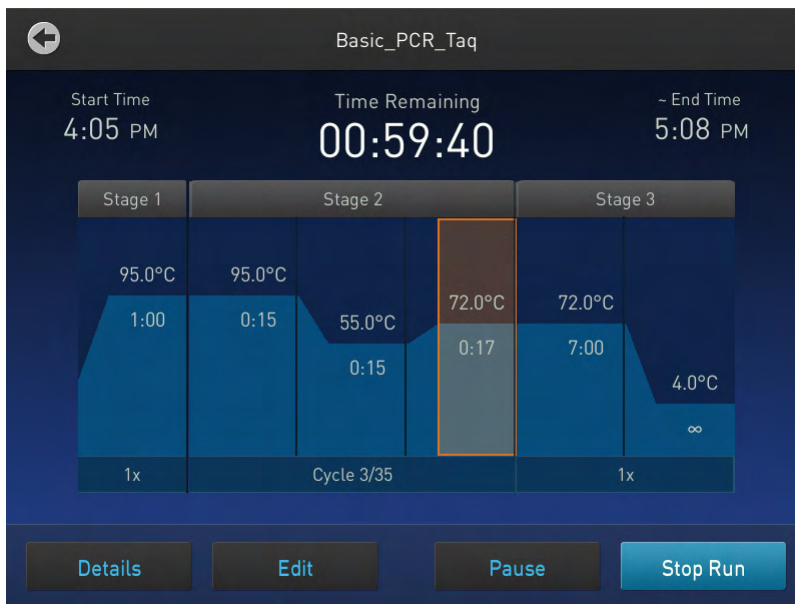 Basic_PCR_Taq
Start Time
4:05 PM
Time Remaining
00:59:40
~ End Time
5:08 PM
Stage 1
Stage 2
Stage 3
95.0°C
1:00
95.0°C
0:15
55.0°C
0:15
72.0°C
0:17
72.0°C
7:00
4.0°C
∞
1x
Cycle 3/35
1x
Details
Edit
Pause
Stop Run